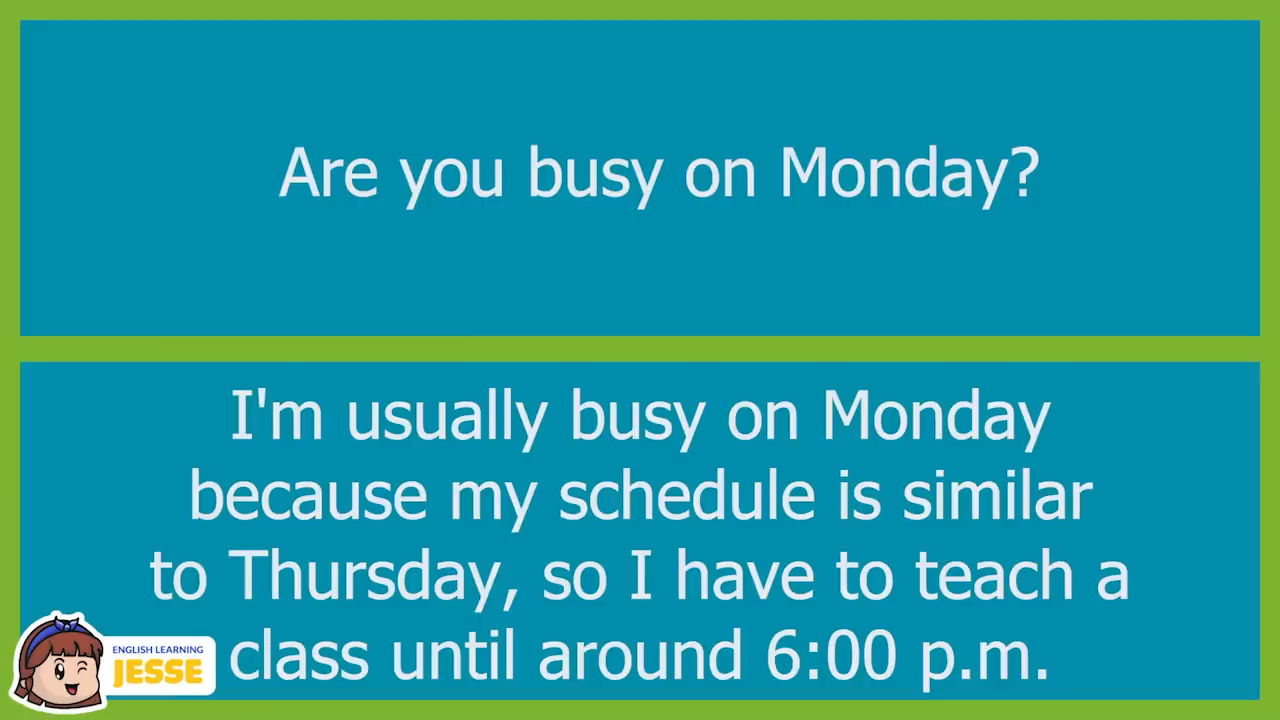 Are you busy on Monday?
I'm usually busy on Monday
because my schedule is similar
to Thursday, so I have to teach a
class until around 6:00 p.m.
ENGLISH LEARNING
JESSE